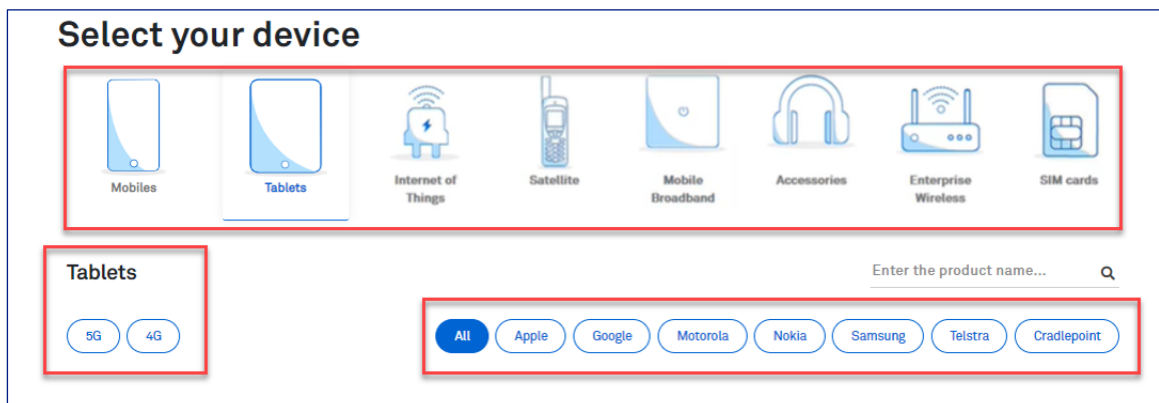 Select your device
Mobiles
Tablets
Internet of
Things
Satellite
Mobile
Broadband
Accessories
Enterprise
Wireless
SIM cards
Tablets
Enter the product name...
5G 4G
All Apple Google Motorola Nokia Samsung Telstra Cradlepoint